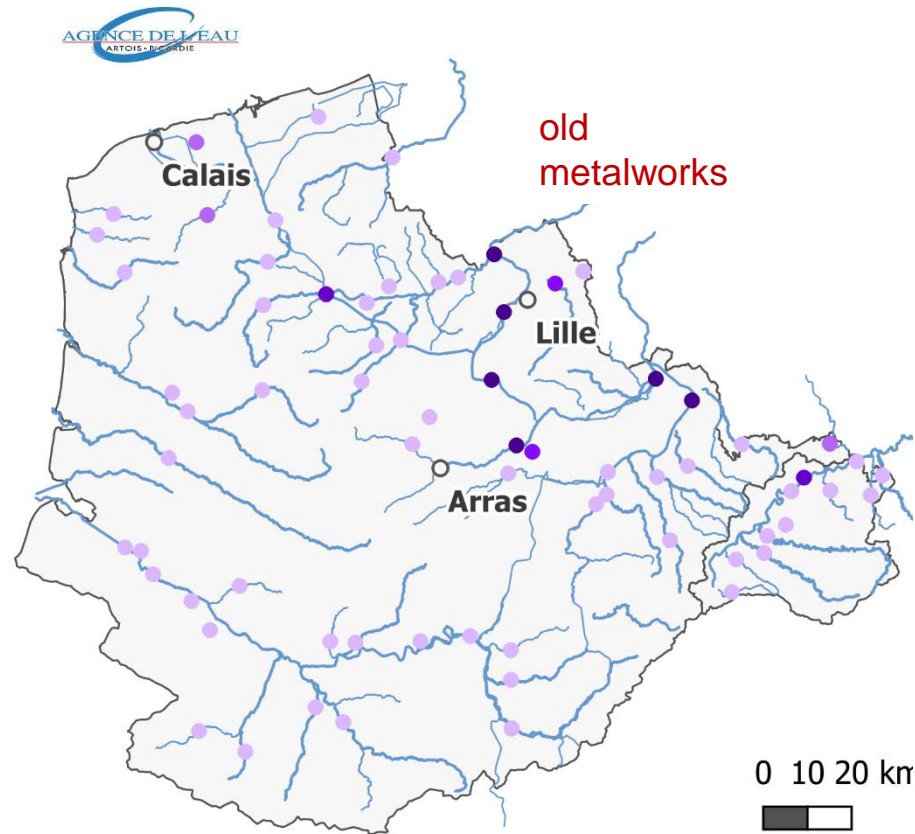 AGENCE DE L'EAU
ARTOIS-PICARDIE
old
metalworks
Calais
Lille
Arras
0 10 20 km